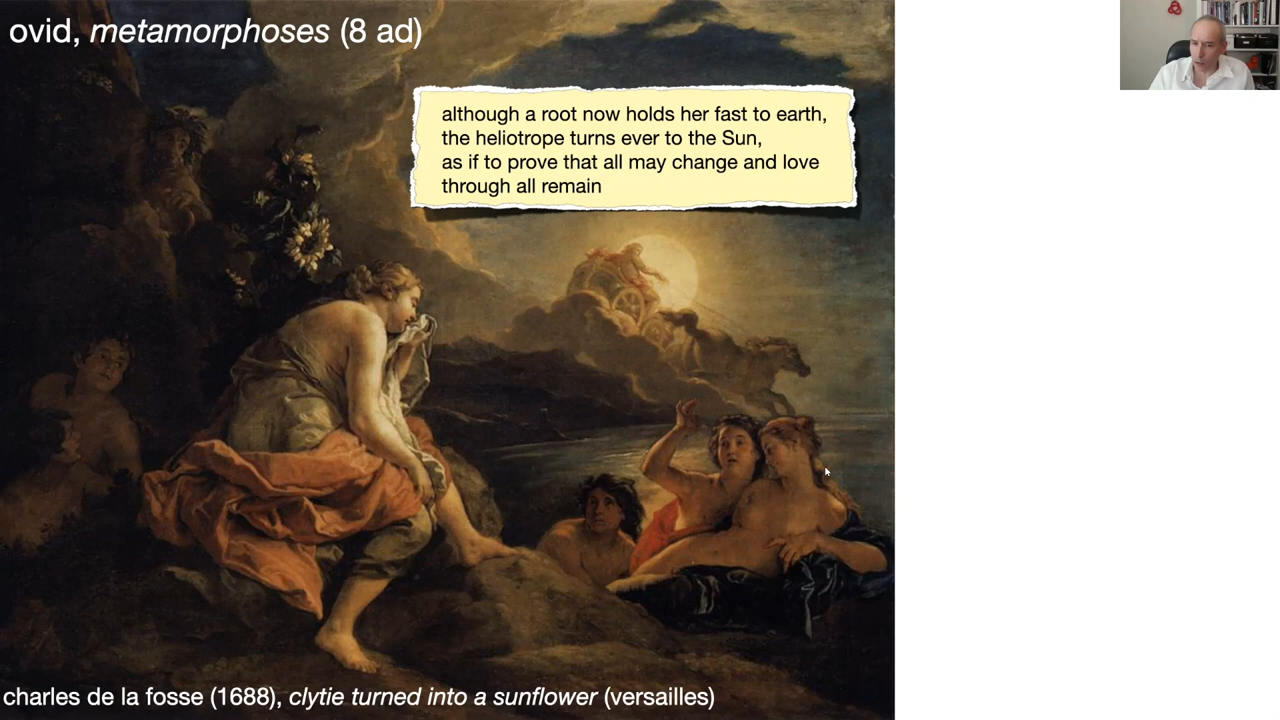 ovid, metamorphoses (8 ad)
although a root now holds her fast to earth,
the heliotrope turns ever to the Sun,
as if to prove that all may change and love
through all remain
charles de la fosse (1688), clytie turned into a sunflower (versailles)